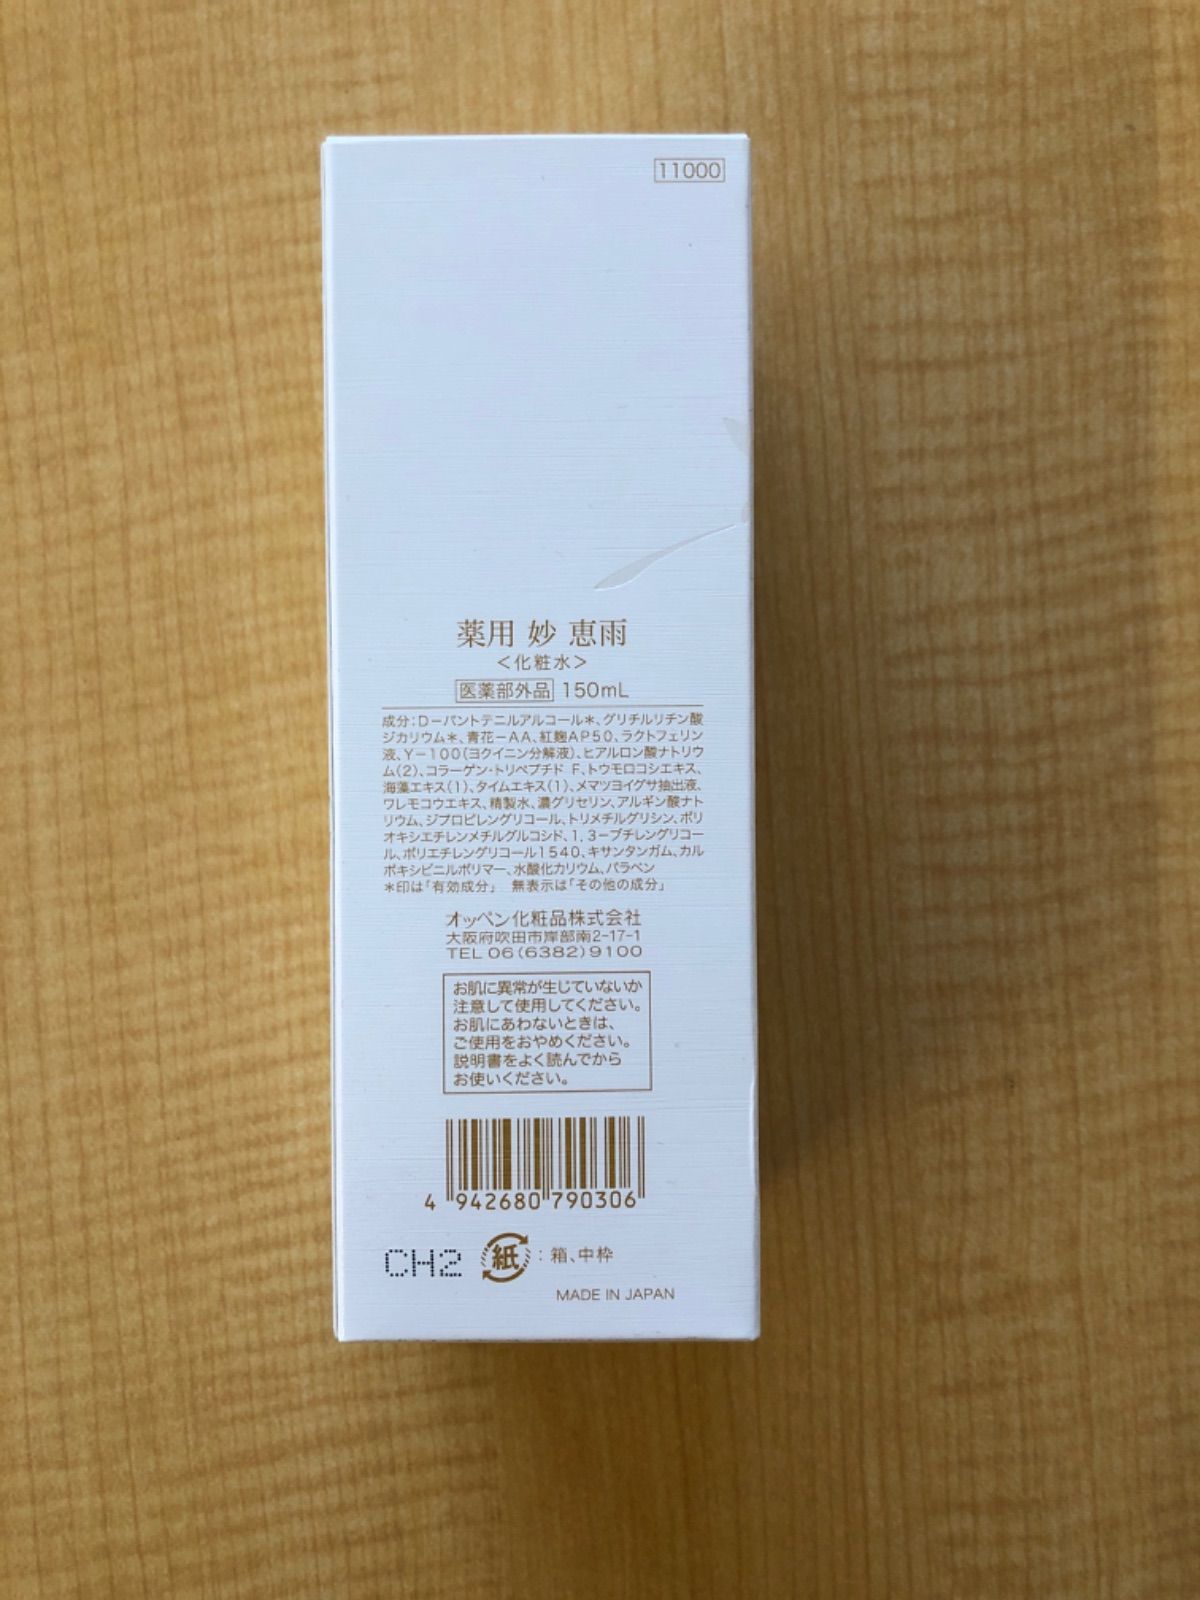 11000
薬用 妙 恵雨
＜化粧水＞
医薬部外品 150mL
成分：D－パントテニルアルコール＊、グリチルリチン酸
ジカリウム＊、青花－AA、紅麹AP50、ラクトフェリン
液、Y－100（ヨクイニン分解液）、ヒアルロン酸ナトリウ
ム（2）、コラーゲン・トリペプチド F、トウモロコシエキス、
海藻エキス（1）、タイムエキス（1）、メマツヨイグサ抽出液、
ワレモコウエキス、精製水、濃グリセリン、アルギン酸ナト
リウム、ジプロピレングリコール、トリメチルグリシン、ポリ
オキシエチレンメチルグルコシド、1，3－ブチレングリコー
ル、ポリエチレングリコール1540、キサンタンガム、カル
ボキシビニルポリマー、水酸化カリウム、パラベン
＊印は「有効成分」 無表示は「その他の成分」
オッペン化粧品株式会社
大阪府吹田市岸部南2-17-1
TEL 06（6382）9100
お肌に異常が生じていないか
注意して使用してください。
お肌にあわないときは、
ご使用をおやめください。
説明書をよく読んでから
お使いください。
4 942680 790306
CH2 紙：箱、中枠
MADE IN JAPAN